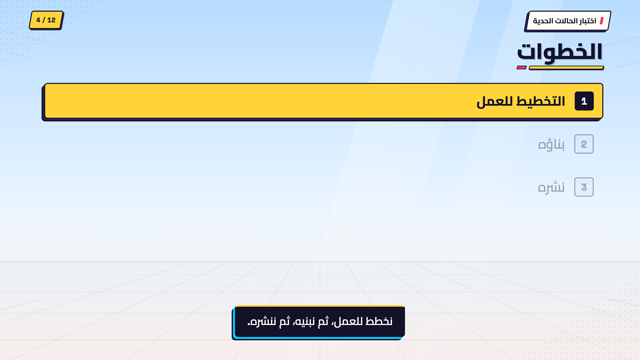 اختبار الحالات الحدية
4 / 12
الخطوات
1 التخطيط للعمل
2 بناؤه
3 نشره
نخطط للعمل، ثم نبنيه، ثم ننشره.